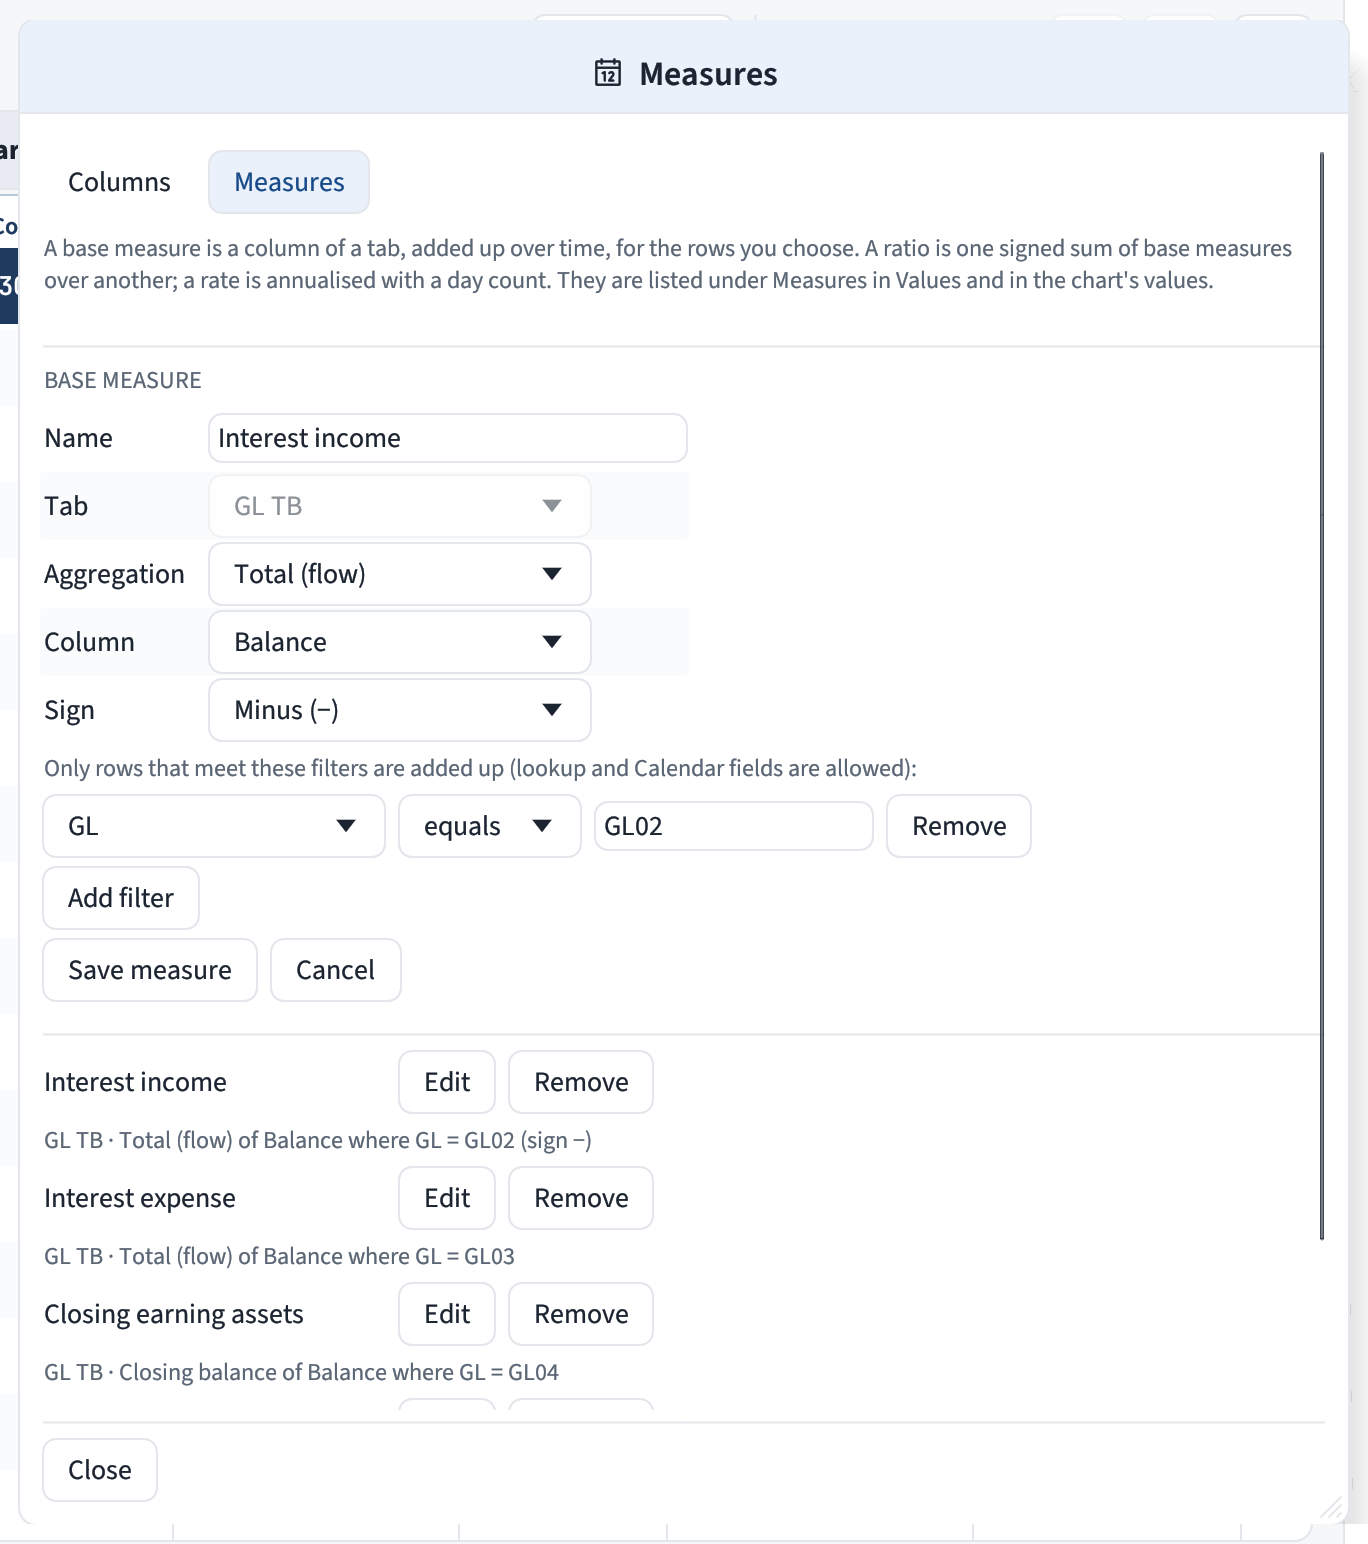 12 Measures
Columns Measures
A base measure is a column of a tab, added up over time, for the rows you choose. A ratio is one signed sum of base measures
over another; a rate is annualised with a day count. They are listed under Measures in Values and in the chart's values.
BASE MEASURE
Name Interest income
Tab GL TB
Aggregation Total (flow)
Column Balance
Sign Minus (−)
Only rows that meet these filters are added up (lookup and Calendar fields are allowed):
GL equals GL02 Remove
Add filter
Save measure Cancel
Interest income Edit Remove
GL TB · Total (flow) of Balance where GL = GL02 (sign −)
Interest expense Edit Remove
GL TB · Total (flow) of Balance where GL = GL03
Closing earning assets Edit Remove
GL TB · Closing balance of Balance where GL = GL04
Close